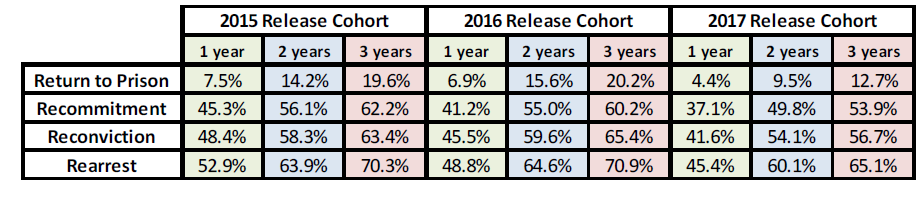 2015 Release Cohort 2016 Release Cohort 2017 Release Cohort
1 year 2 years 3 years 1 year 2 years 3 years 1 year 2 years 3 years
Return to Prison 7.5% 14.2% 19.6% 6.9% 15.6% 20.2% 4.4% 9.5% 12.7%
Recommitment 45.3% 56.1% 62.2% 41.2% 55.0% 60.2% 37.1% 49.8% 53.9%
Reconviction 48.4% 58.3% 63.4% 45.5% 59.6% 65.4% 41.6% 54.1% 56.7%
Rearrest 52.9% 63.9% 70.3% 48.8% 64.6% 70.9% 45.4% 60.1% 65.1%